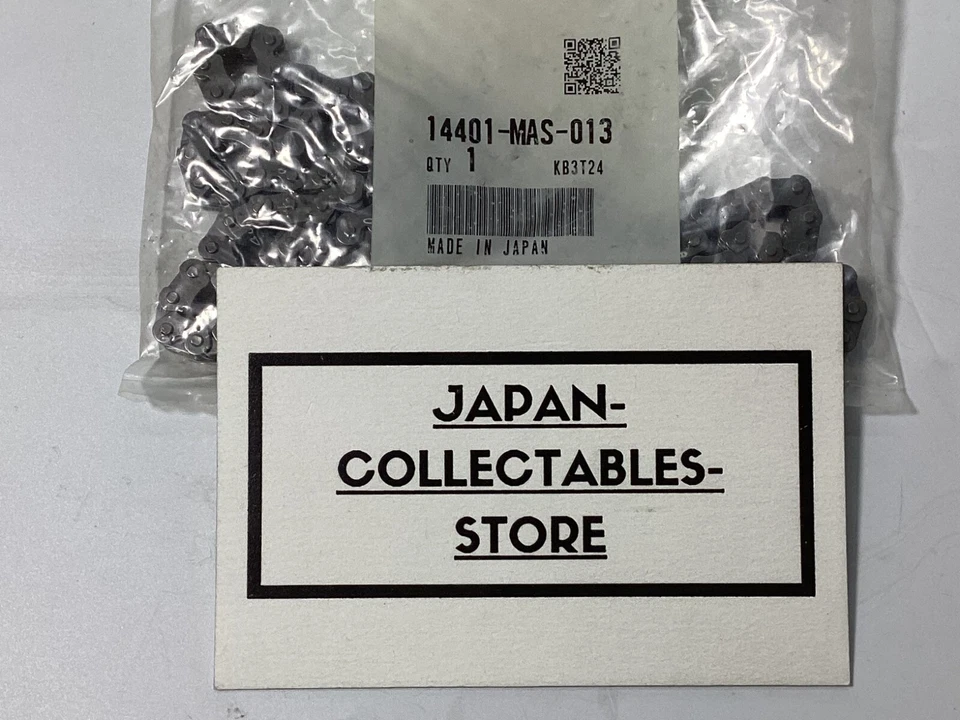 14401-MAS-013
QTY 1 KB3T24
MADE IN JAPAN
JAPAN-
COLLECTABLES-
STORE